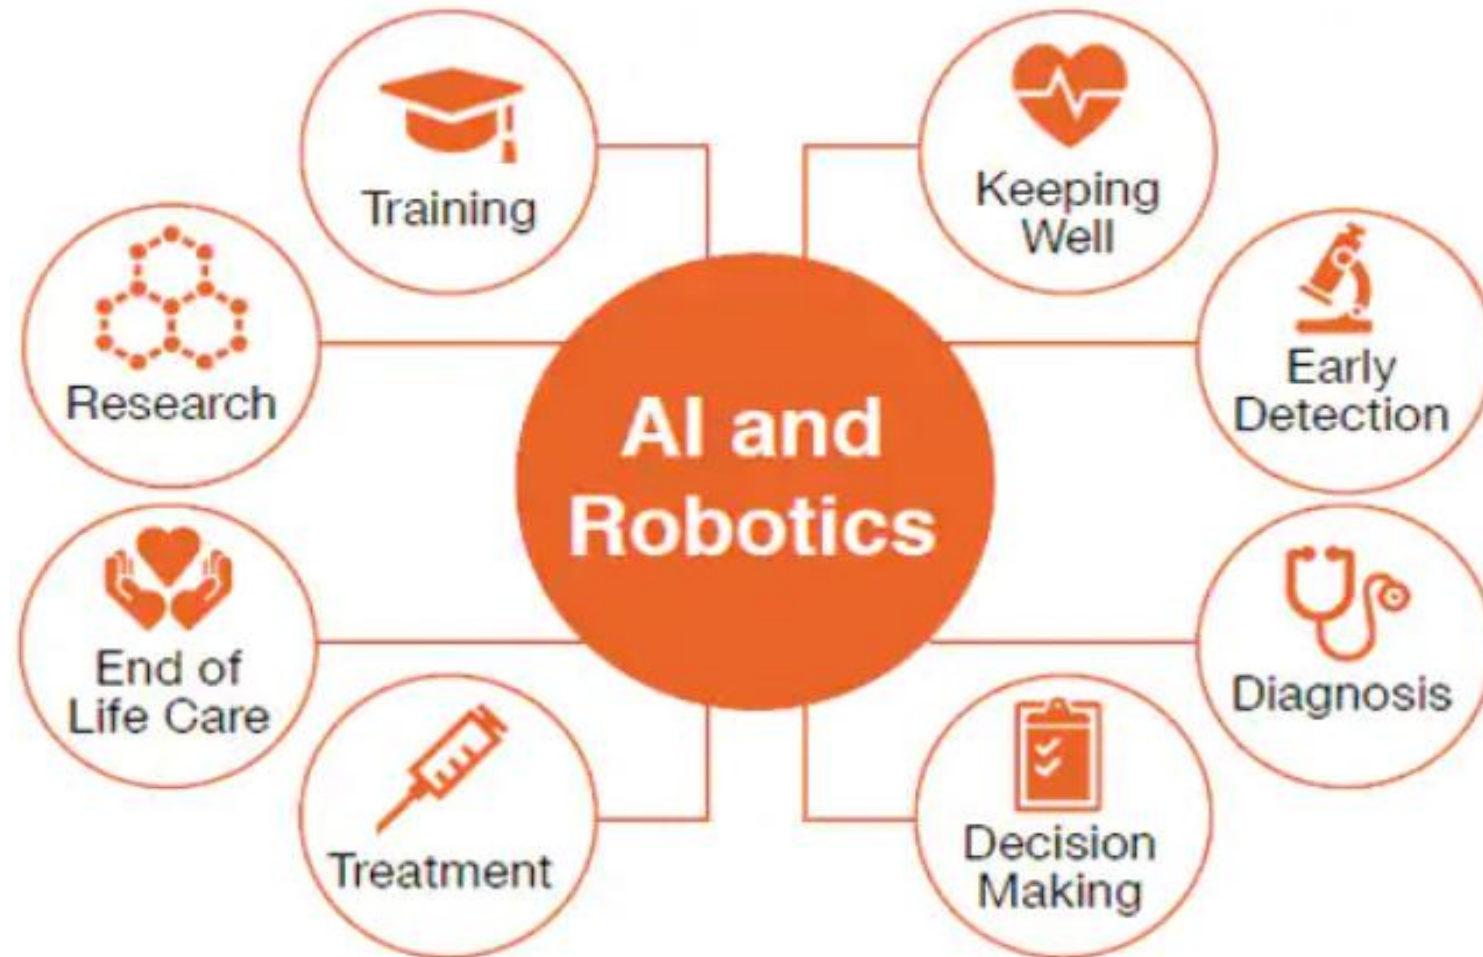 Training
Keeping
Well
Research
Early
Detection
AI and
Robotics
End of
Life Care
Diagnosis
Treatment
Decision
Making